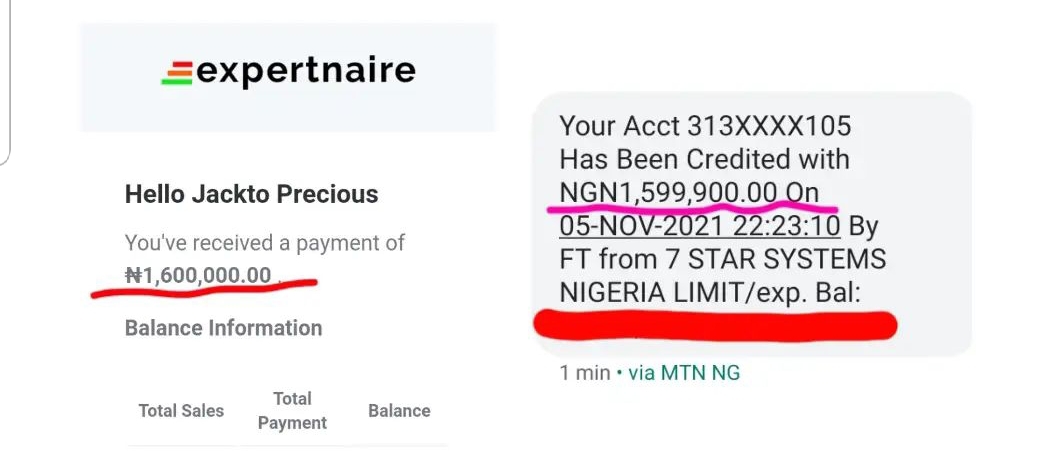 expertnaire
Hello Jackto Precious
You've received a payment of
₦1,600,000.00 .
Balance Information
Total Sales
Total
Payment
Balance
Your Acct 313XXXX105
Has Been Credited with
NGN1,599,900.00 On
05-NOV-2021 22:23:10 By
FT from 7 STAR SYSTEMS
NIGERIA LIMIT/exp. Bal:
1 min • via MTN NG